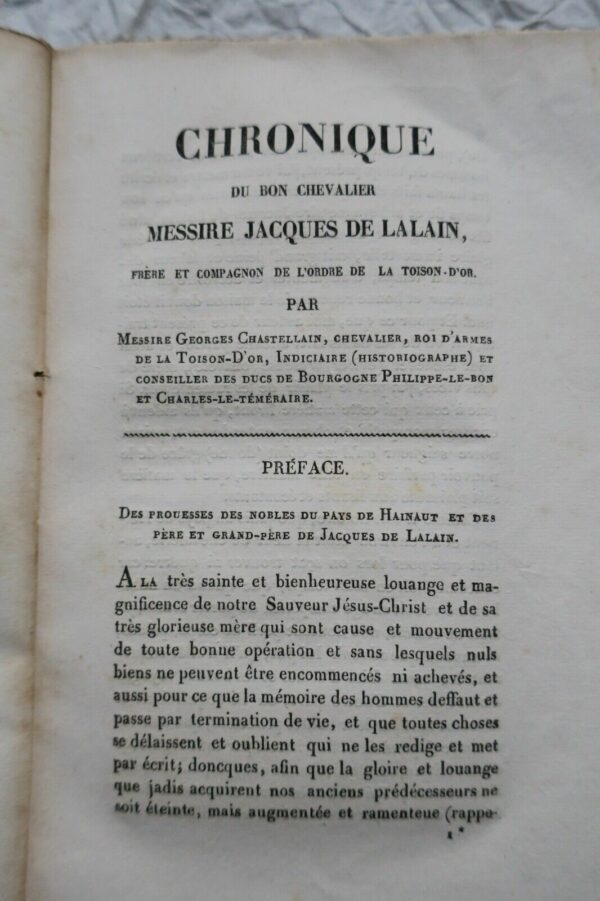 CHRONIQUE
DU BON CHEVALIER
MESSIRE JACQUES DE LALAIN,
FRÈRE ET COMPAGNON DE L'ORDRE DE LA TOISON-D'OR.
PAR
MESSIRE GEORGES CHASTELLAIN, CHEVALIER, ROI D'ARMES
DE LA TOISON-D'OR, INDICIAIRE (HISTORIOGRAPHE) ET
CONSEILLER DES DUCS DE BOURGOGNE PHILIPPE-LE-BON
ET CHARLES-LE-TÉMÉRAIRE.
PRÉFACE.
DES PROUESSES DES NOBLES DU PAYS DE HAINAUT ET DES
PÈRE ET GRAND-PÈRE DE JACQUES DE LALAIN.
A LA très sainte et bienheureuse louange et ma-
gnificence de notre Sauveur Jésus-Christ et de sa
très glorieuse mère qui sont cause et mouvement
de toute bonne opération et sans lesquels nuls
biens ne peuvent être encommencés ni achevés, et
aussi pour ce que la mémoire des hommes deffaut et
passe par termination de vie, et que toutes choses
se délaissent et oublient qui ne les redige et met
par écrit; doncques, afin que la gloire et louange
que jadis acquirent nos anciens prédécesseurs ne
soit éteinte, mais augmentée et ramenteue (rappe-
1*